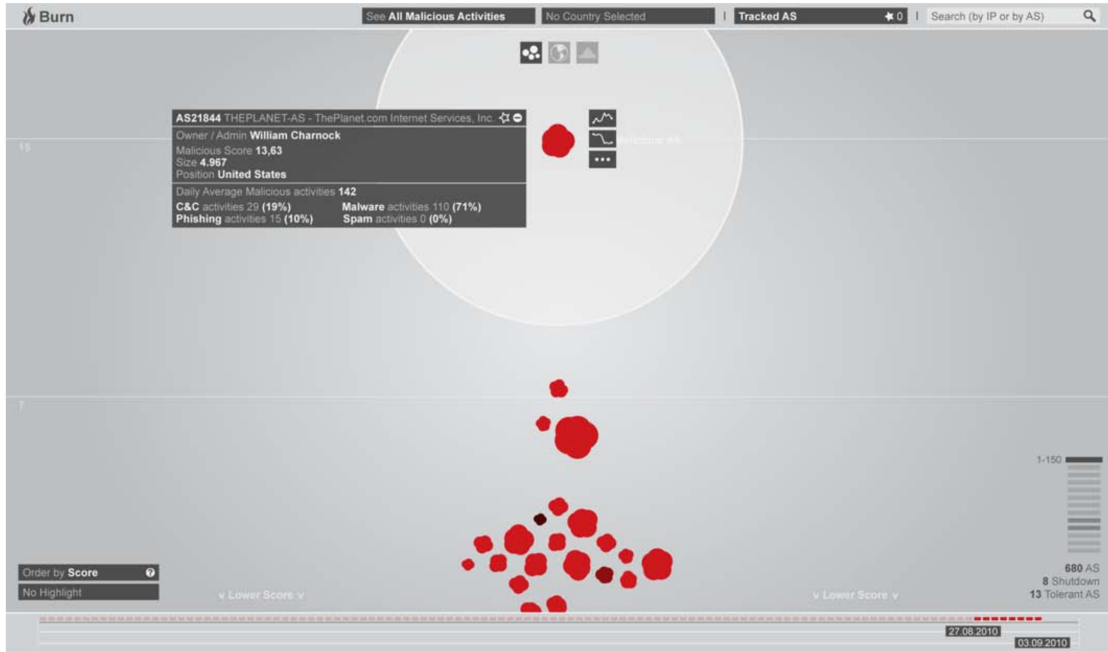 Burn
See All Malicious Activities
No Country Selected
Tracked AS
0
Search (by IP or by AS)
AS21844 THEPLANET-AS - ThePlanet.com Internet Services, Inc.
Owner / Admin William Charnock
Malicious Score 13,63
Size 4.967
Position United States
Daily Average Malicious activities 142
C&C activities 29 (19%) Malware activities 110 (71%)
Phishing activities 15 (10%) Spam activities 0 (0%)
15
7
1-150
680 AS
8 Shutdown
13 Tolerant AS
Order by Score ?
No Highlight
v Lower Score v
v Lower Score v
27.08.2010
03.09.2010